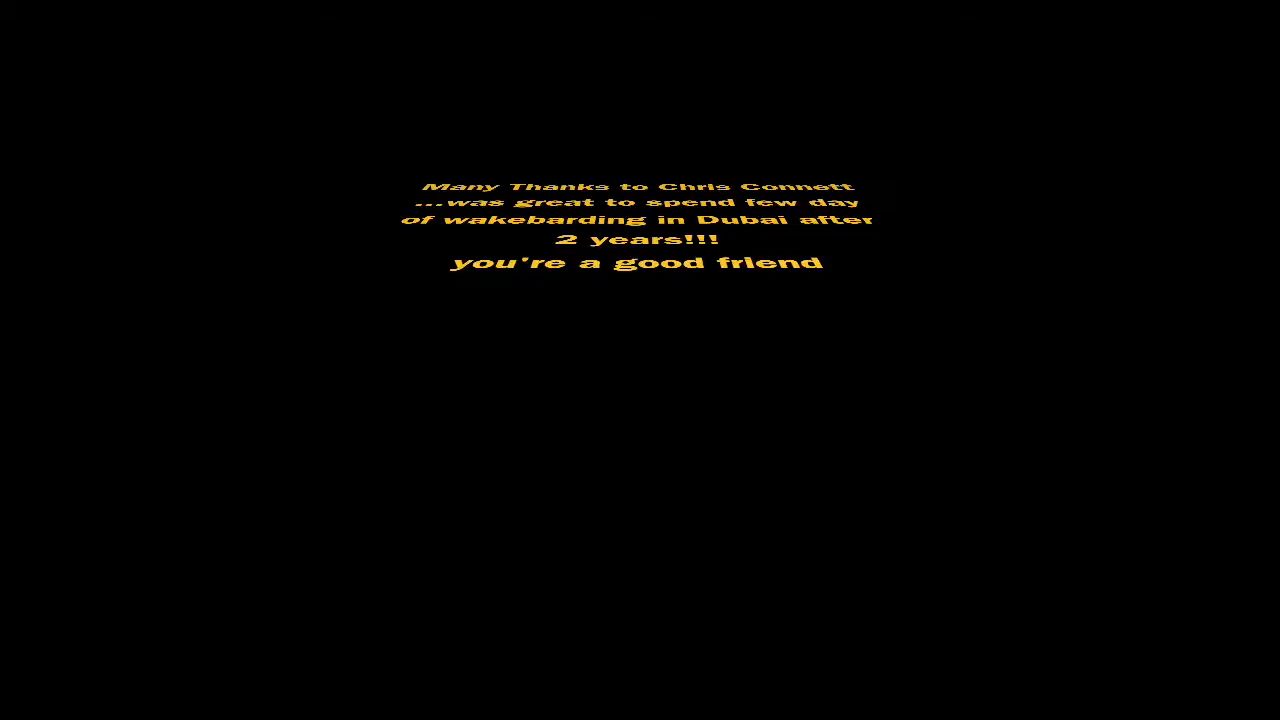 Many Thanks to Chris Connett
...was great to spend few day
of wakebarding in Dubai after
2 years!!!
you're a good friend